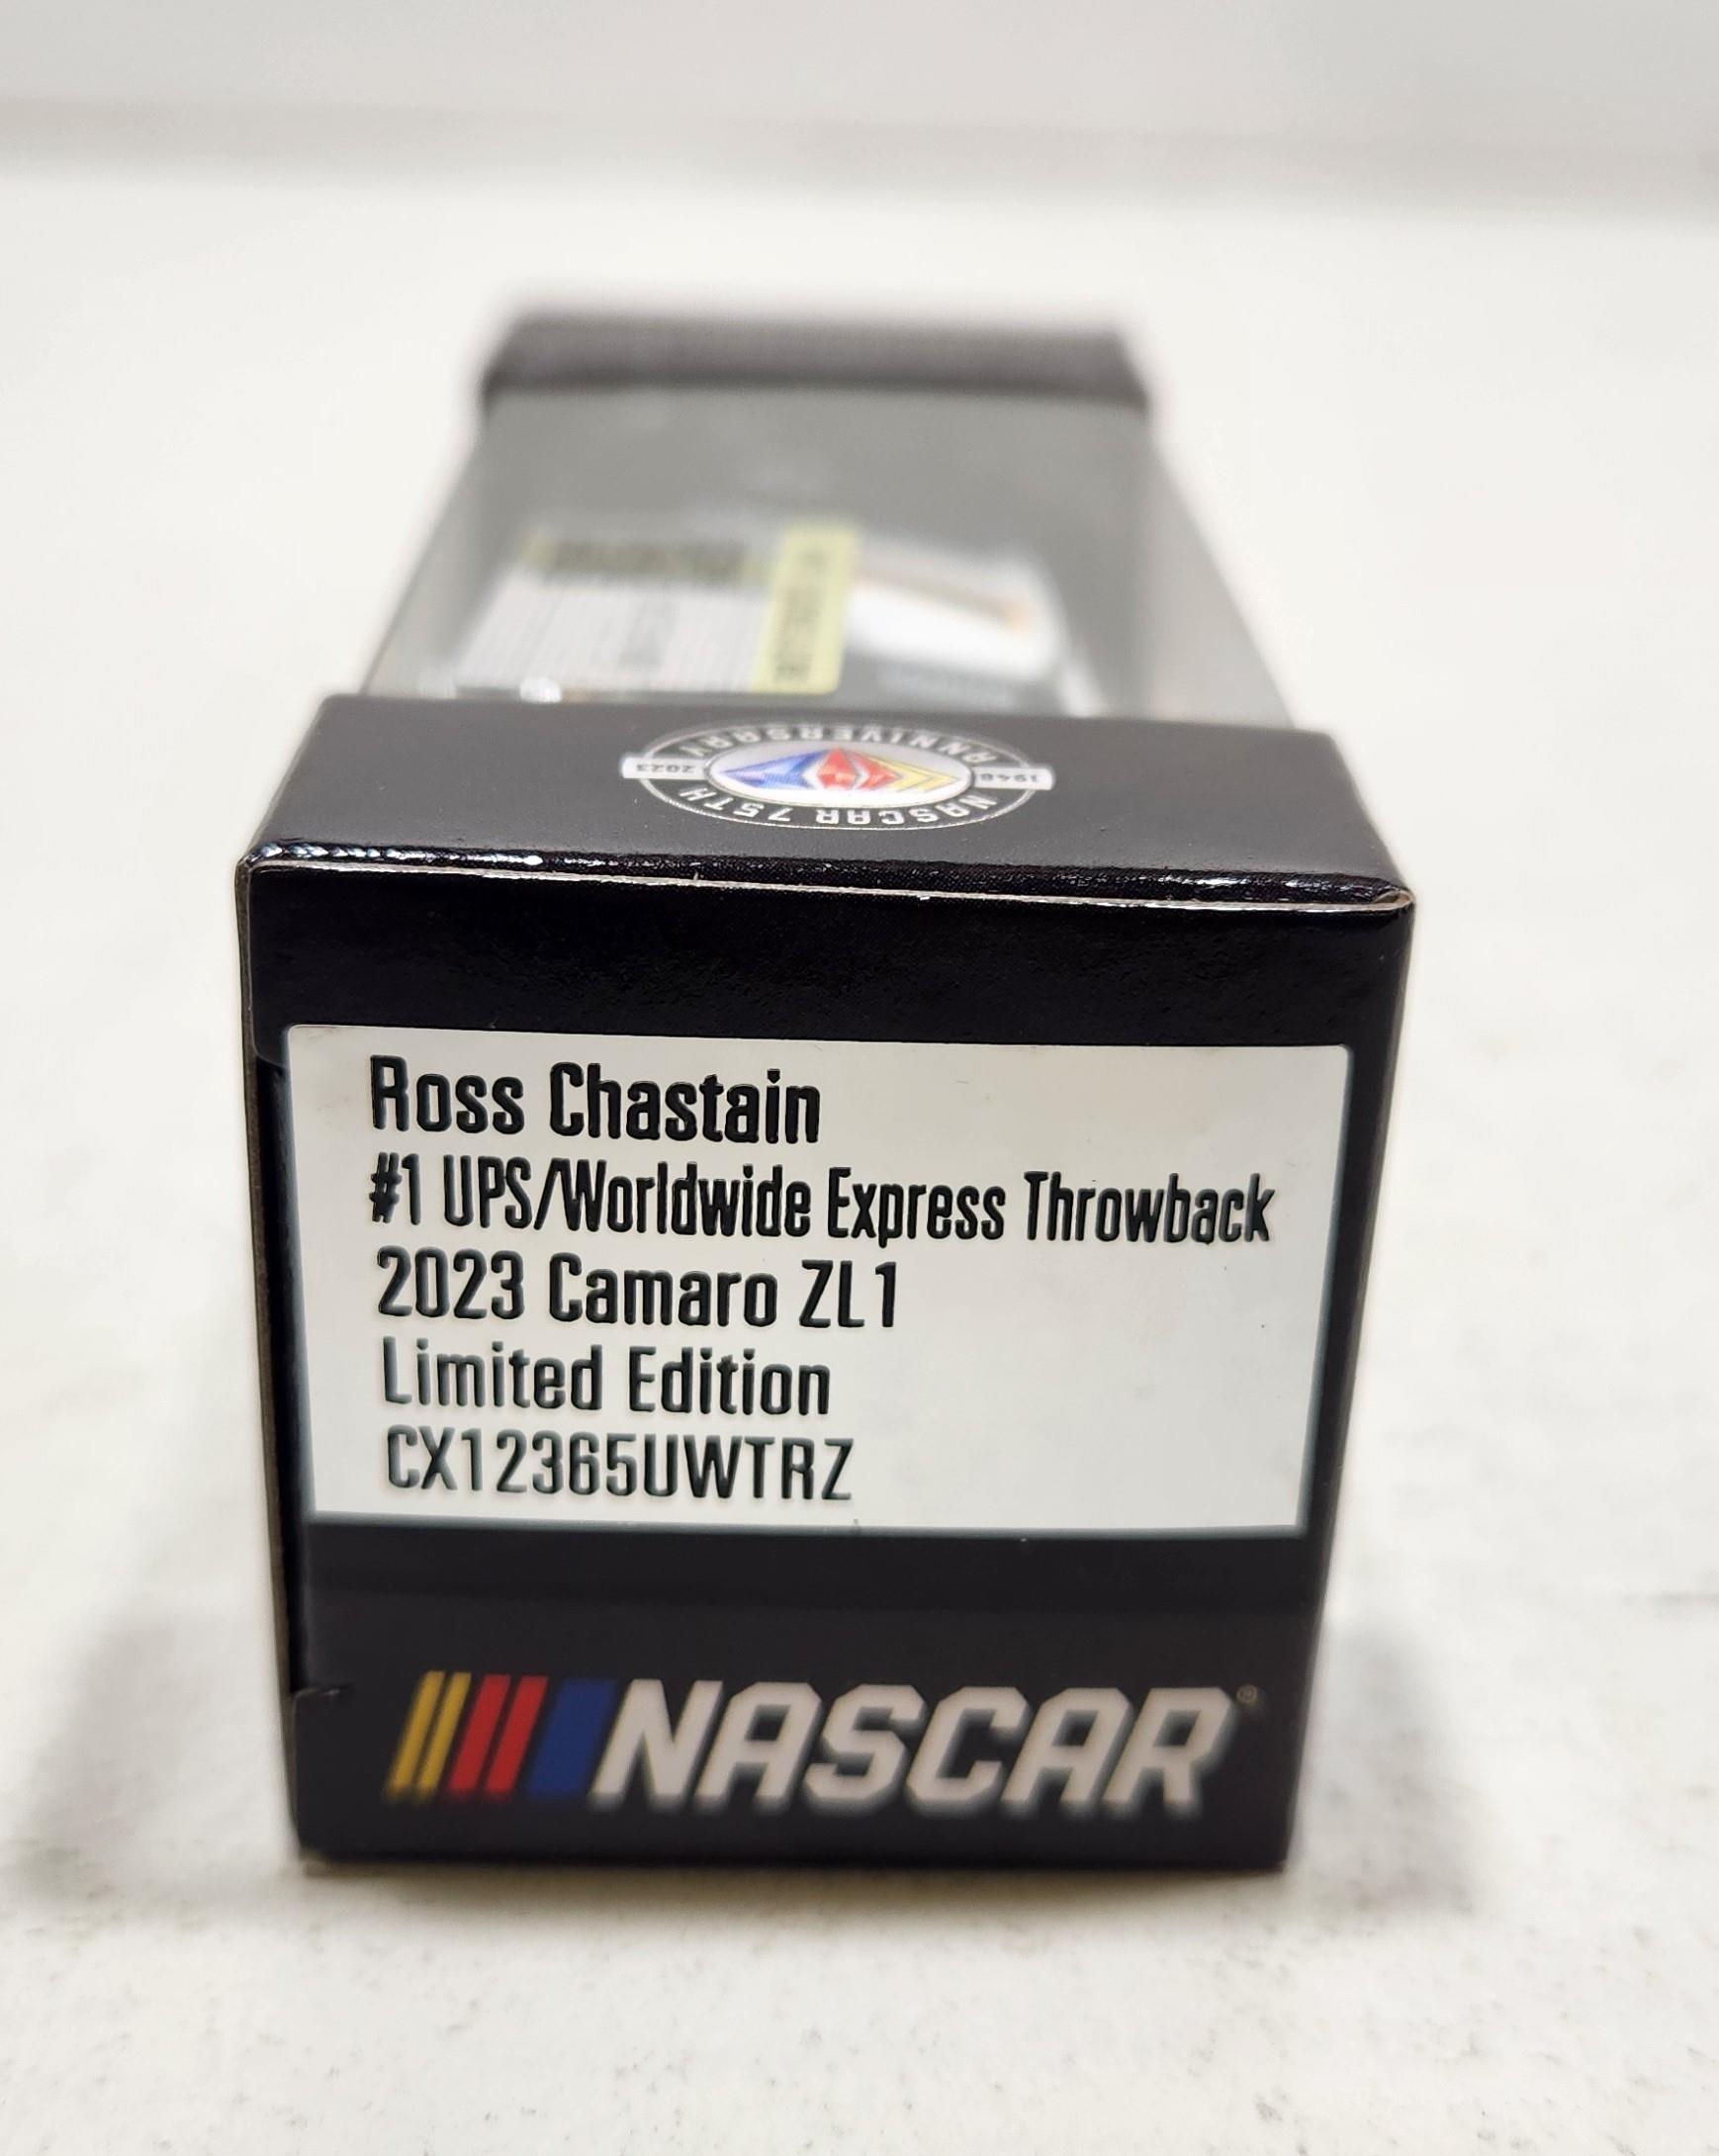 NASCAR 75TH ANNIVERSARY
1948 2023
Ross Chastain
#1 UPS/Worldwide Express Throwback
2023 Camaro ZL1
Limited Edition
CX12365UWTRZ
NASCAR®